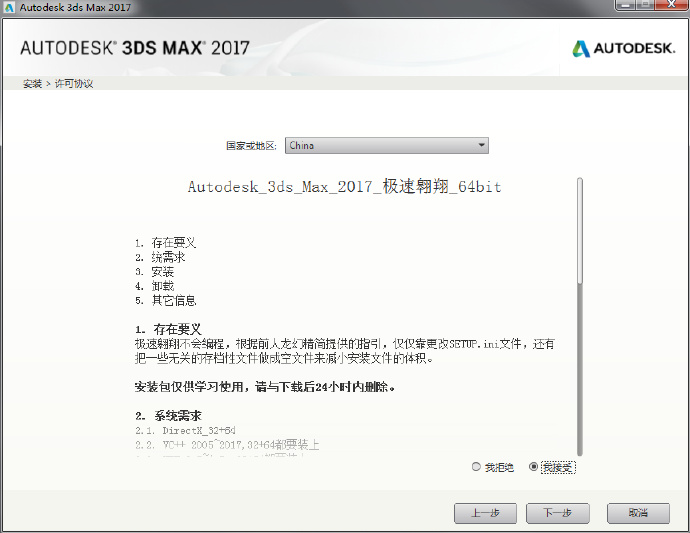 Autodesk 3ds Max 2017
AUTODESK® 3DS MAX® 2017
AUTODESK.
安装 > 许可协议
国家或地区: China
Autodesk_3ds_Max_2017_极速翱翔_64bit
1. 存在要义
2. 统需求
3. 安装
4. 卸载
5. 其它信息
1. 存在要义
极速翱翔不会编程，根据前人龙幻精简提供的指引，仅仅靠更改SETUP.ini文件，还有
把一些无关的存档性文件做成空文件来减小安装文件的体积。
安装包仅供学习使用，请与下载后24小时内删除。
2. 系统需求
2.1. DirectX_32+64
2.2. VC++ 2005~2017,32+64都要装上
我拒绝 我接受
上一步 下一步 取消